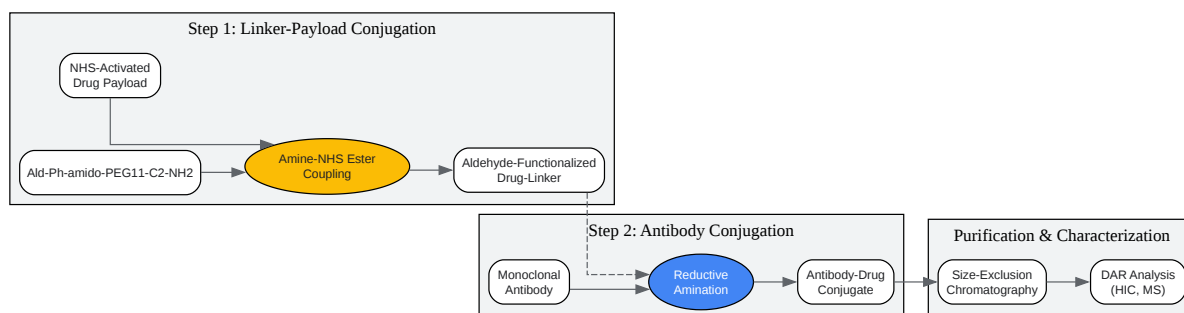 Step 1: Linker-Payload Conjugation
NHS-Activated
Drug Payload
Ald-Ph-amido-PEG11-C2-NH2
Amine-NHS Ester
Coupling
Aldehyde-Functionalized
Drug-Linker
Step 2: Antibody Conjugation
Monoclonal
Antibody
Reductive
Amination
Antibody-Drug
Conjugate
Purification & Characterization
Size-Exclusion
Chromatography
DAR Analysis
(HIC, MS)